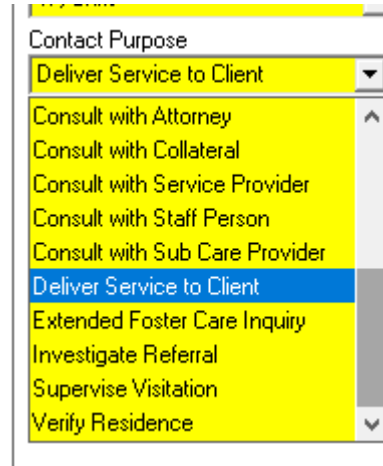 Contact Purpose
Deliver Service to Client
Consult with Attorney
Consult with Collateral
Consult with Service Provider
Consult with Staff Person
Consult with Sub Care Provider
Deliver Service to Client
Extended Foster Care Inquiry
Investigate Referral
Supervise Visitation
Verify Residence